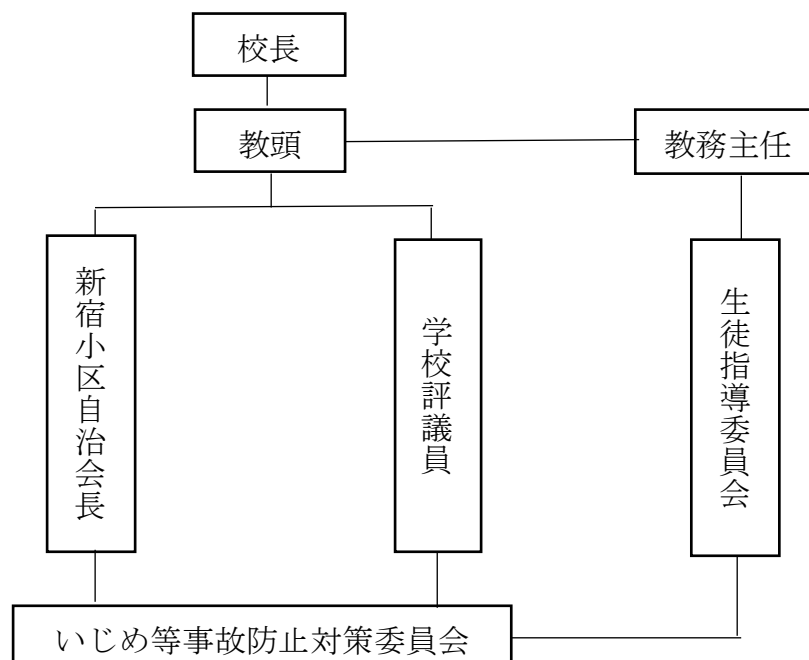 校長
教頭
教務主任
新宿小区自治会長
学校評議員
生徒指導委員会
いじめ等事故防止対策委員会